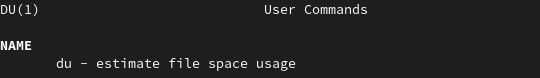 DU(1) User Commands
NAME
du - estimate file space usage